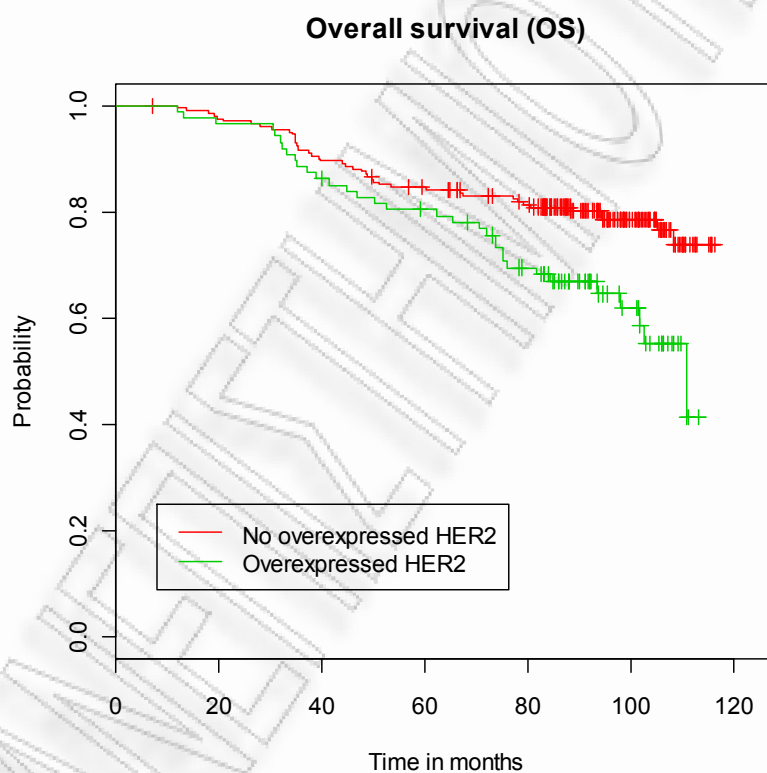 Overall survival (OS)
Probability
1.0
0.8
0.6
0.4
0.2
0.0
No overexpressed HER2
Overexpressed HER2
0 20 40 60 80 100 120
Time in months